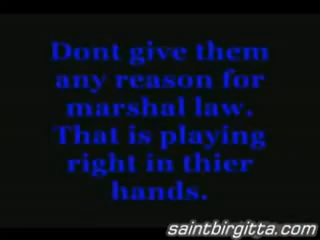 Dont give them
any reason for
marshal law.
That is playing
right in thier
hands.
saintbirgitta.com